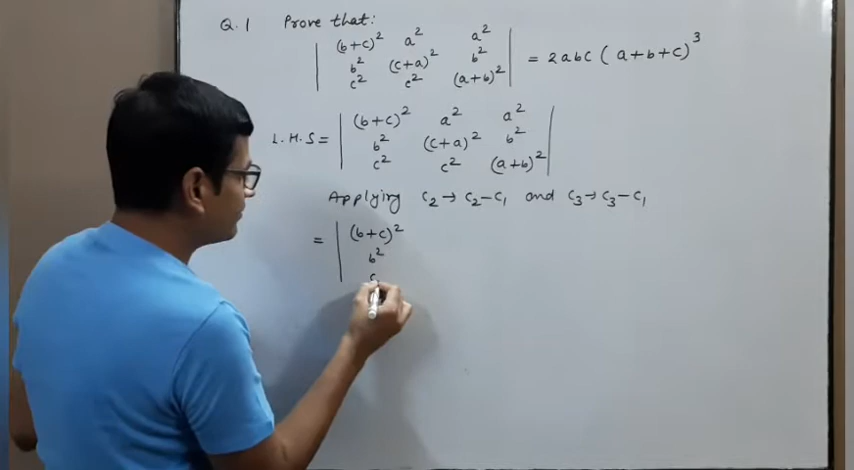 Q.1 Prove that:
| (b+c)² a² a² |
| b² (c+a)² b² | = 2abc (a+b+c)³
| c² c² (a+b)² |
L.H.S = | (b+c)² a² a² |
| b² (c+a)² b² |
| c² c² (a+b)² |
Applying C₂→C₂-C₁ and C₃→C₃-C₁
= | (b+c)²
b²
c